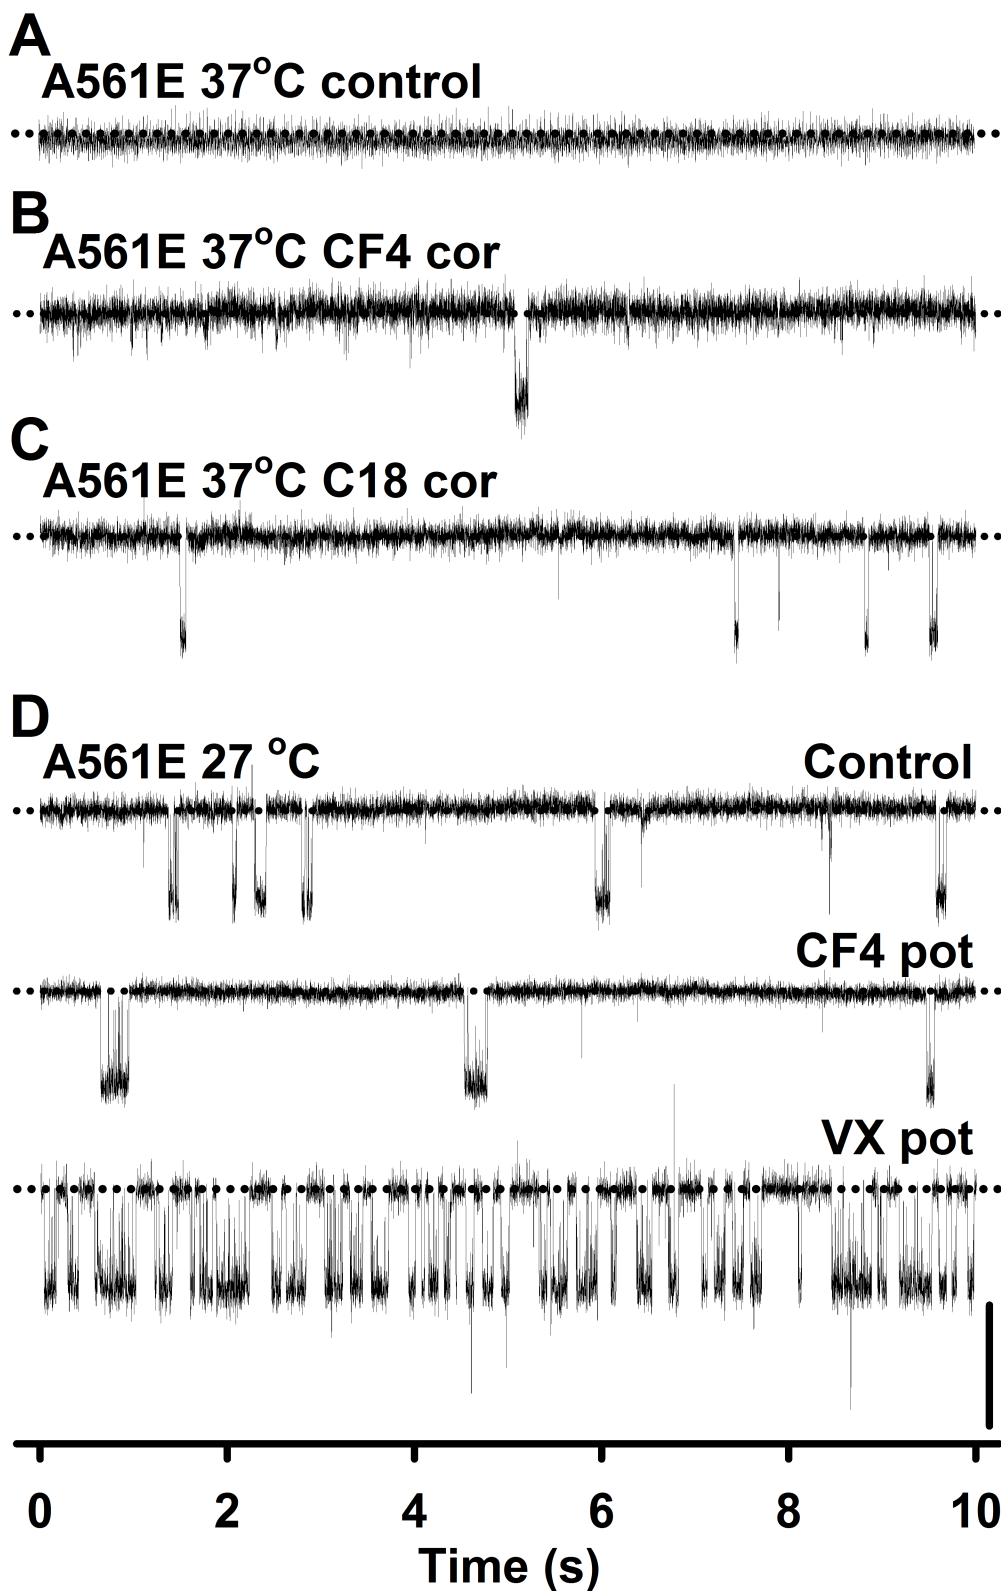 A
A561E 37°C control
B
A561E 37°C CF4 cor
C
A561E 37°C C18 cor
D
A561E 27 °C Control
CF4 pot
VX pot
0 2 4 6 8 10
Time (s)